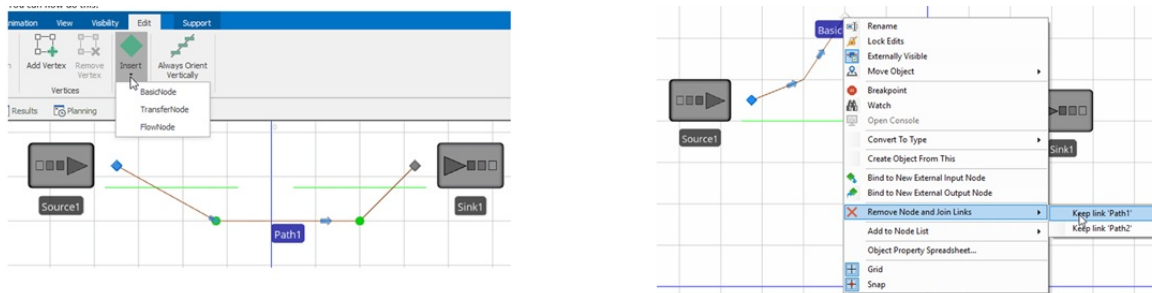 You can now do this:
nimation View Visibility Edit Support
Add Vertex Remove Vertex Insert Always Orient Vertically
Vertices
BasicNode
TransferNode
FlowNode
Results Planning
Source1
Path1
Sink1
Basic
Source1
Sink1
Rename
Lock Edits
Externally Visible
Move Object
Breakpoint
Watch
Open Console
Convert To Type
Create Object From This
Bind to New External Input Node
Bind to New External Output Node
Remove Node and Join Links
Keep link 'Path1'
Keep link 'Path2'
Add to Node List
Object Property Spreadsheet...
Grid
Snap